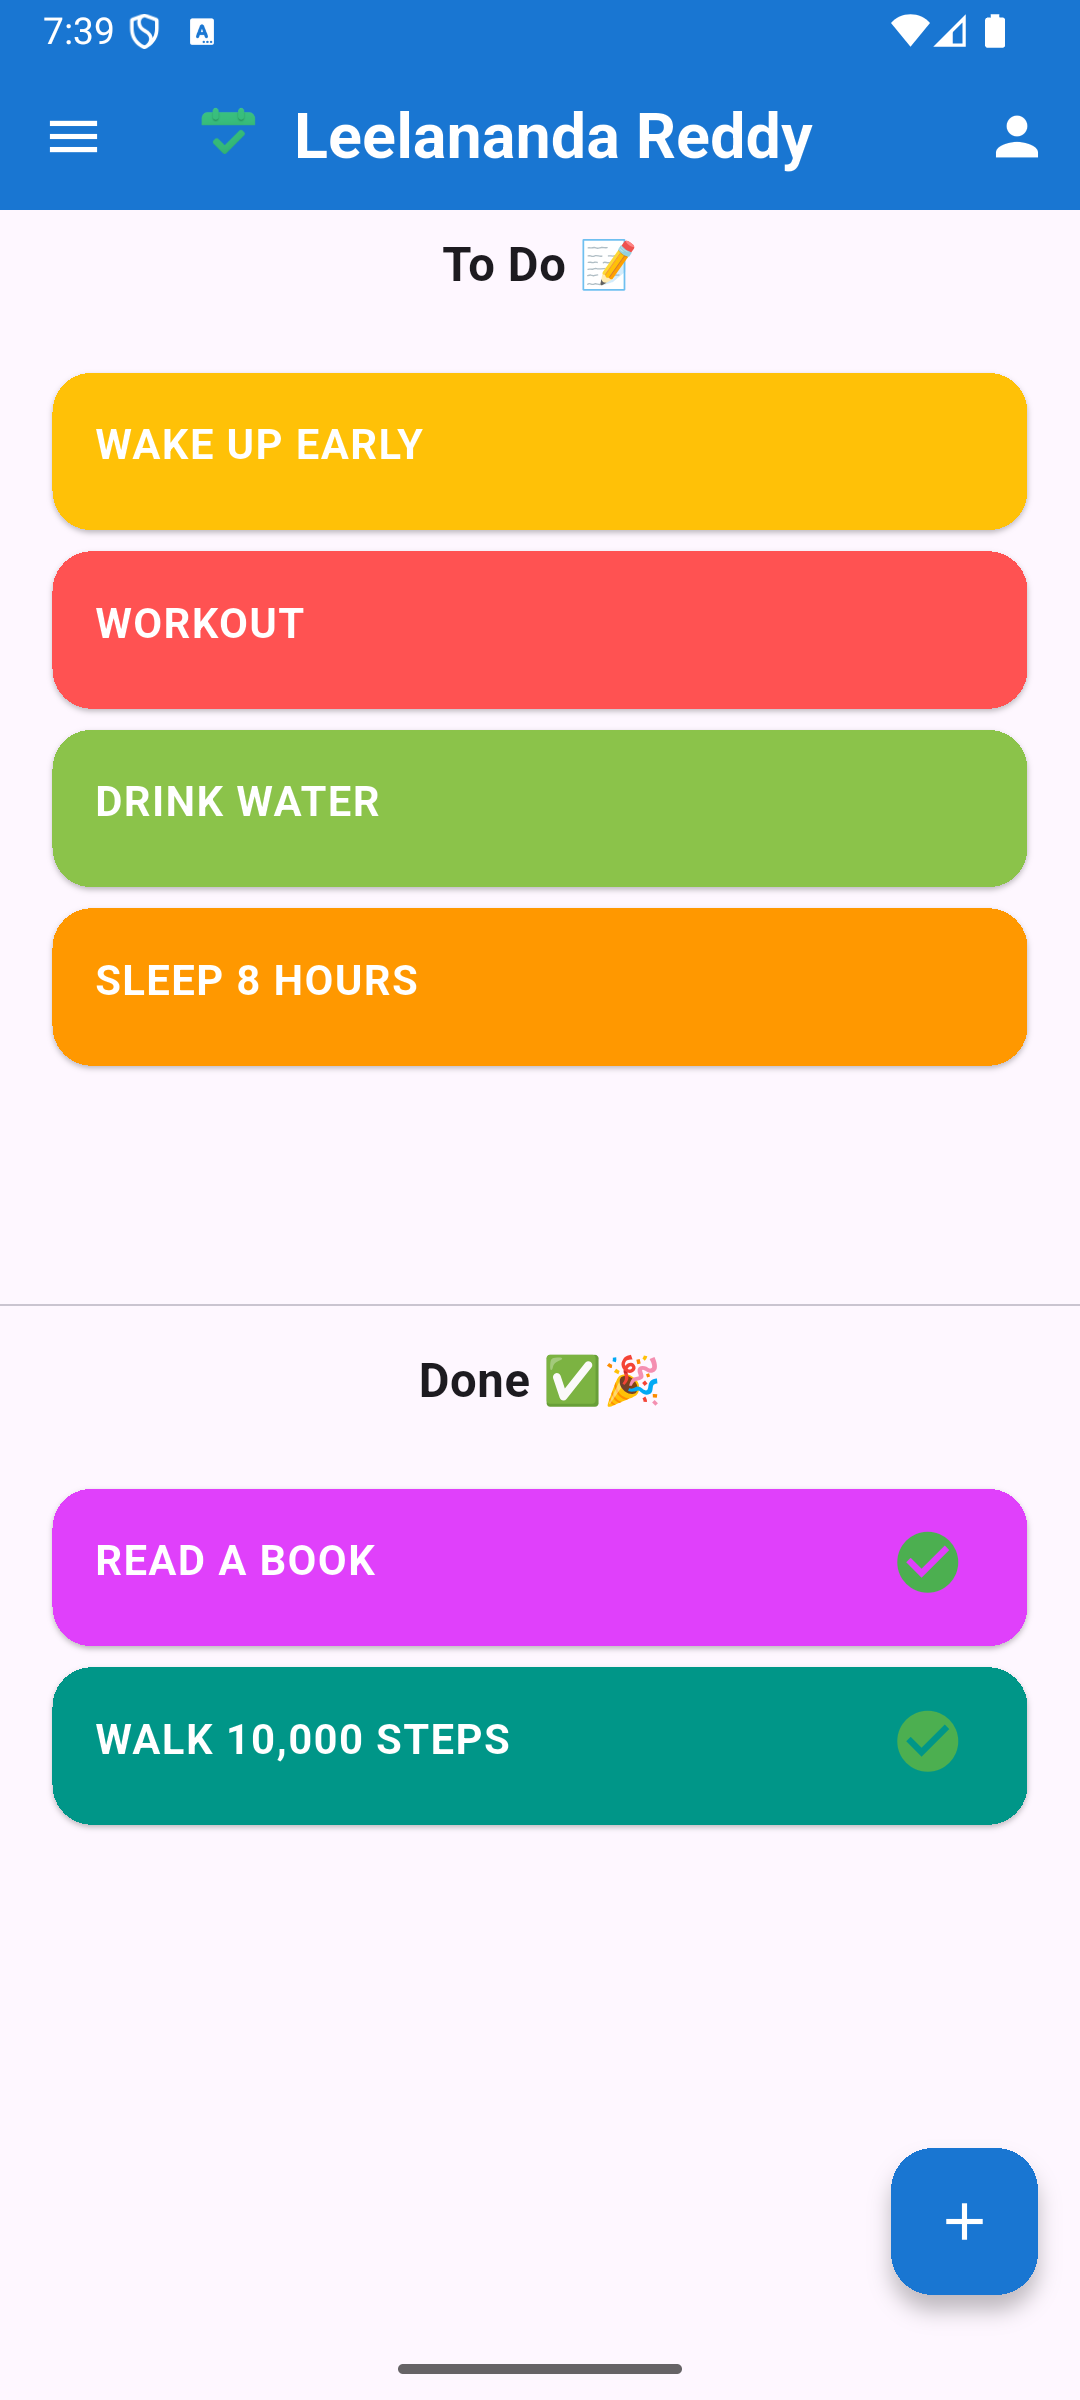 7:39
Leelananda Reddy
To Do 📝
WAKE UP EARLY
WORKOUT
DRINK WATER
SLEEP 8 HOURS
Done ✅🎉
READ A BOOK
WALK 10,000 STEPS